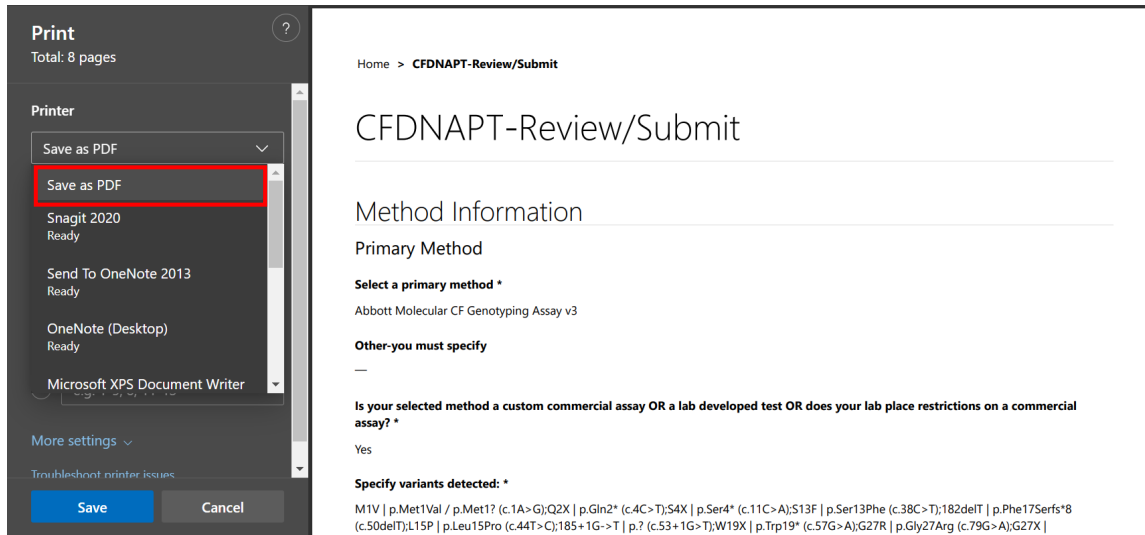 Print
?
Total: 8 pages
Printer
Save as PDF
Save as PDF
Snagit 2020
Ready
Send To OneNote 2013
Ready
OneNote (Desktop)
Ready
Microsoft XPS Document Writer
More settings
Troubleshoot printer issues
Save
Cancel
Home > CFDNAPT-Review/Submit
CFDNAPT-Review/Submit
Method Information
Primary Method
Select a primary method *
Abbott Molecular CF Genotyping Assay v3
Other-you must specify
—
Is your selected method a custom commercial assay OR a lab developed test OR does your lab place restrictions on a commercial
assay? *
Yes
Specify variants detected: *
M1V | p.Met1Val / p.Met1? (c.1A>G);Q2X | p.Gln2* (c.4C>T);S4X | p.Ser4* (c.11C>A);S13F | p.Ser13Phe (c.38C>T);182delT | p.Phe17Serfs*8
(c.50delT);L15P | p.Leu15Pro (c.44T>C);185+1G->T | p.? (c.53+1G>T);W19X | p.Trp19* (c.57G>A);G27R | p.Gly27Arg (c.79G>A);G27X |